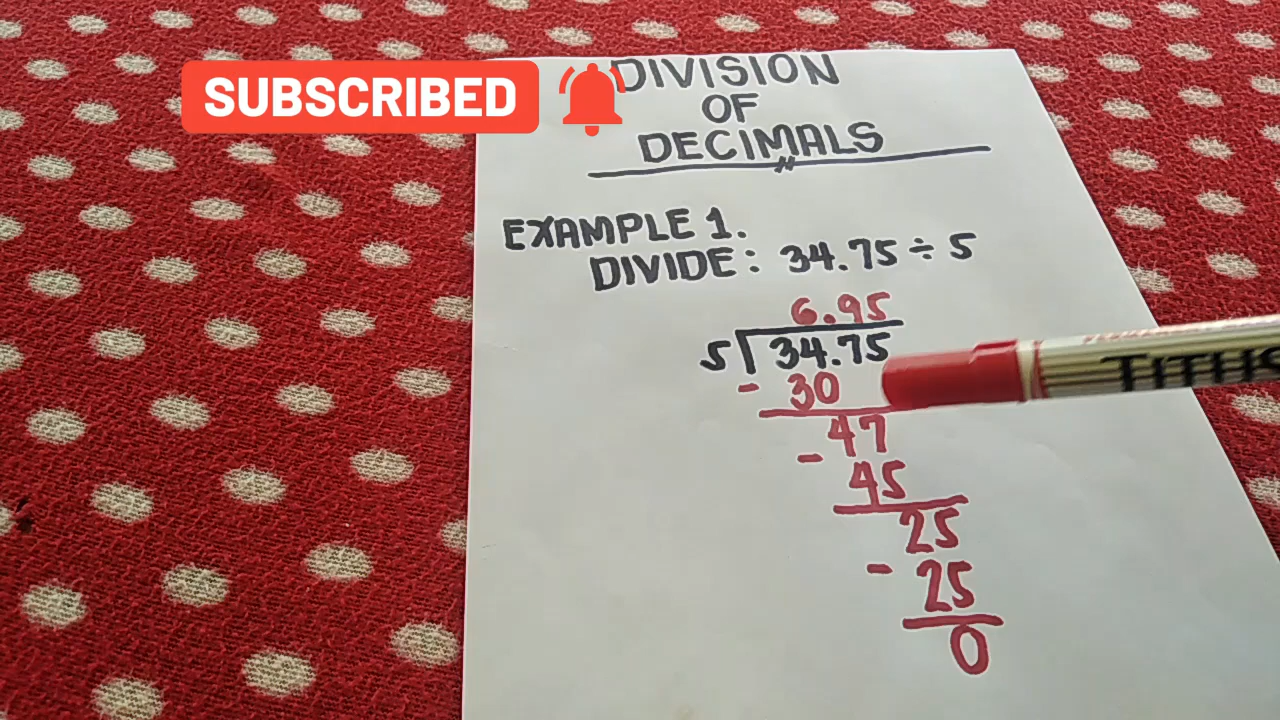 SUBSCRIBED
DIVISION
OF
DECIMALS
EXAMPLE 1.
DIVIDE: 34.75 ÷ 5
6.95
5 34.75
- 30
47
- 45
25
- 25
0